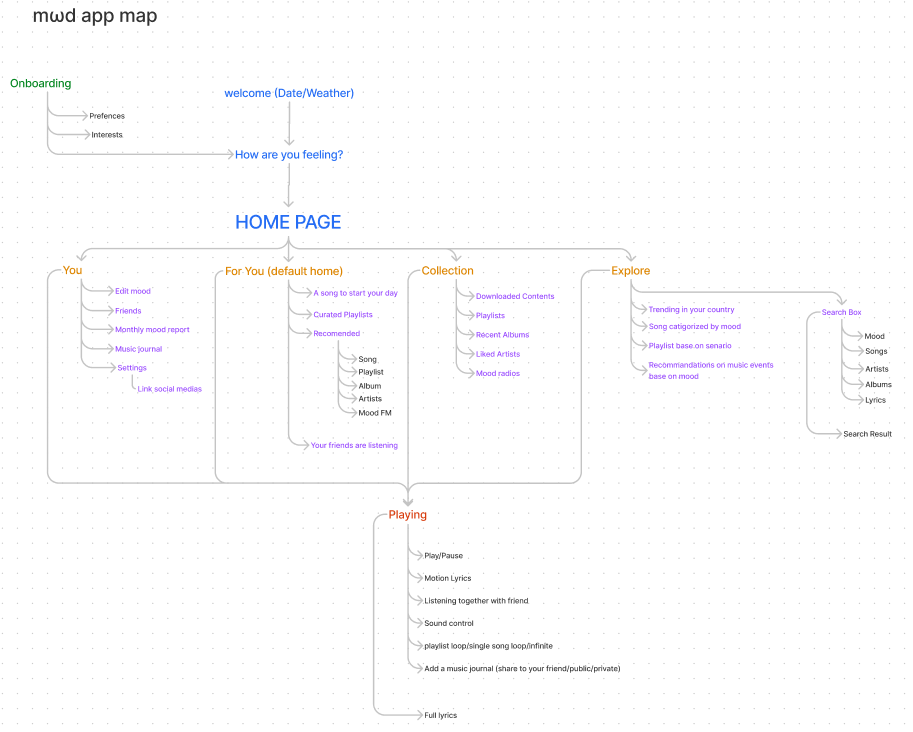 mωd app map
Onboarding
Prefences
Interests
welcome (Date/Weather)
How are you feeling?
HOME PAGE
You
Edit mood
Friends
Monthly mood report
Music journal
Settings
Link social medias
For You (default home)
A song to start your day
Curated Playlists
Recomended
Song
Playlist
Album
Artists
Mood FM
Your friends are listening
Collection
Downloaded Contents
Playlists
Recent Albums
Liked Artists
Mood radios
Explore
Trending in your country
Song catigorized by mood
Playlist base on senario
Recommandations on music events
base on mood
Search Box
Mood
Songs
Artists
Albums
Lyrics
Search Result
Playing
Play/Pause
Motion Lyrics
Listening together with friend
Sound control
playlist loop/single song loop/infinite
Add a music journal (share to your friend/public/private)
Full lyrics